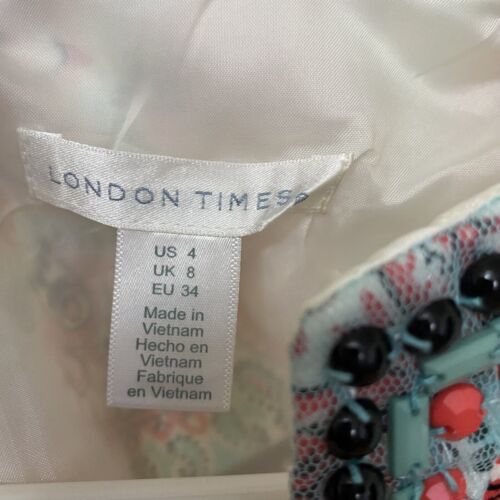 LONDON TIMES®
US 4
UK 8
EU 34
Made in
Vietnam
Hecho en
Vietnam
Fabrique
en Vietnam